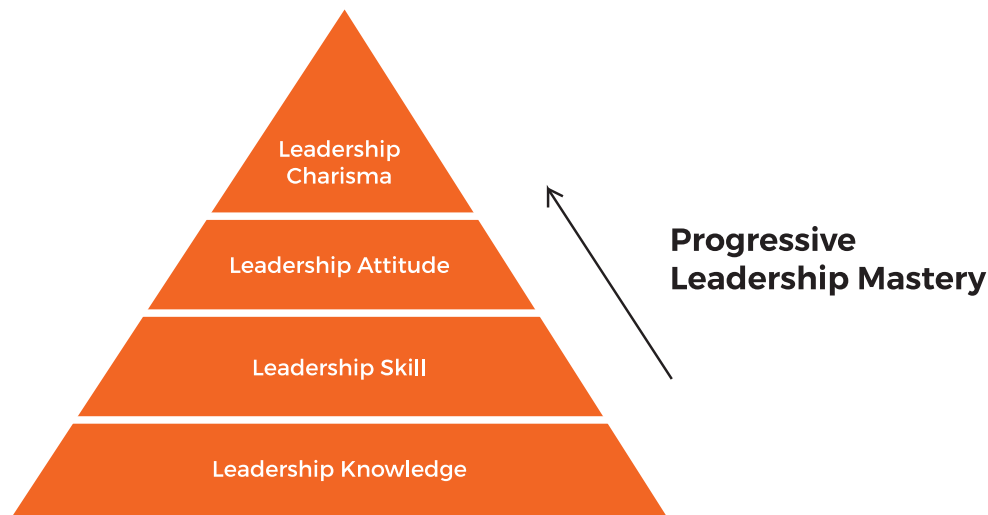 Leadership
Charisma
Leadership Attitude
Leadership Skill
Leadership Knowledge
Progressive
Leadership Mastery